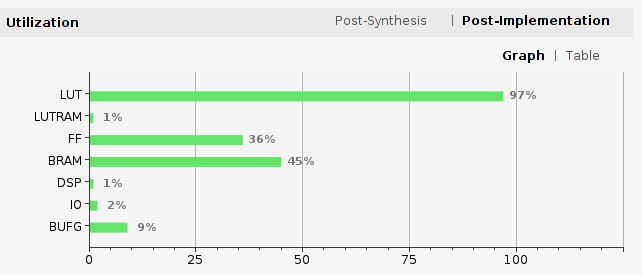 Utilization Post-Synthesis | Post-Implementation
Graph | Table
LUT 97%
LUTRAM 1%
FF 36%
BRAM 45%
DSP 1%
IO 2%
BUFG 9%
0 25 50 75 100